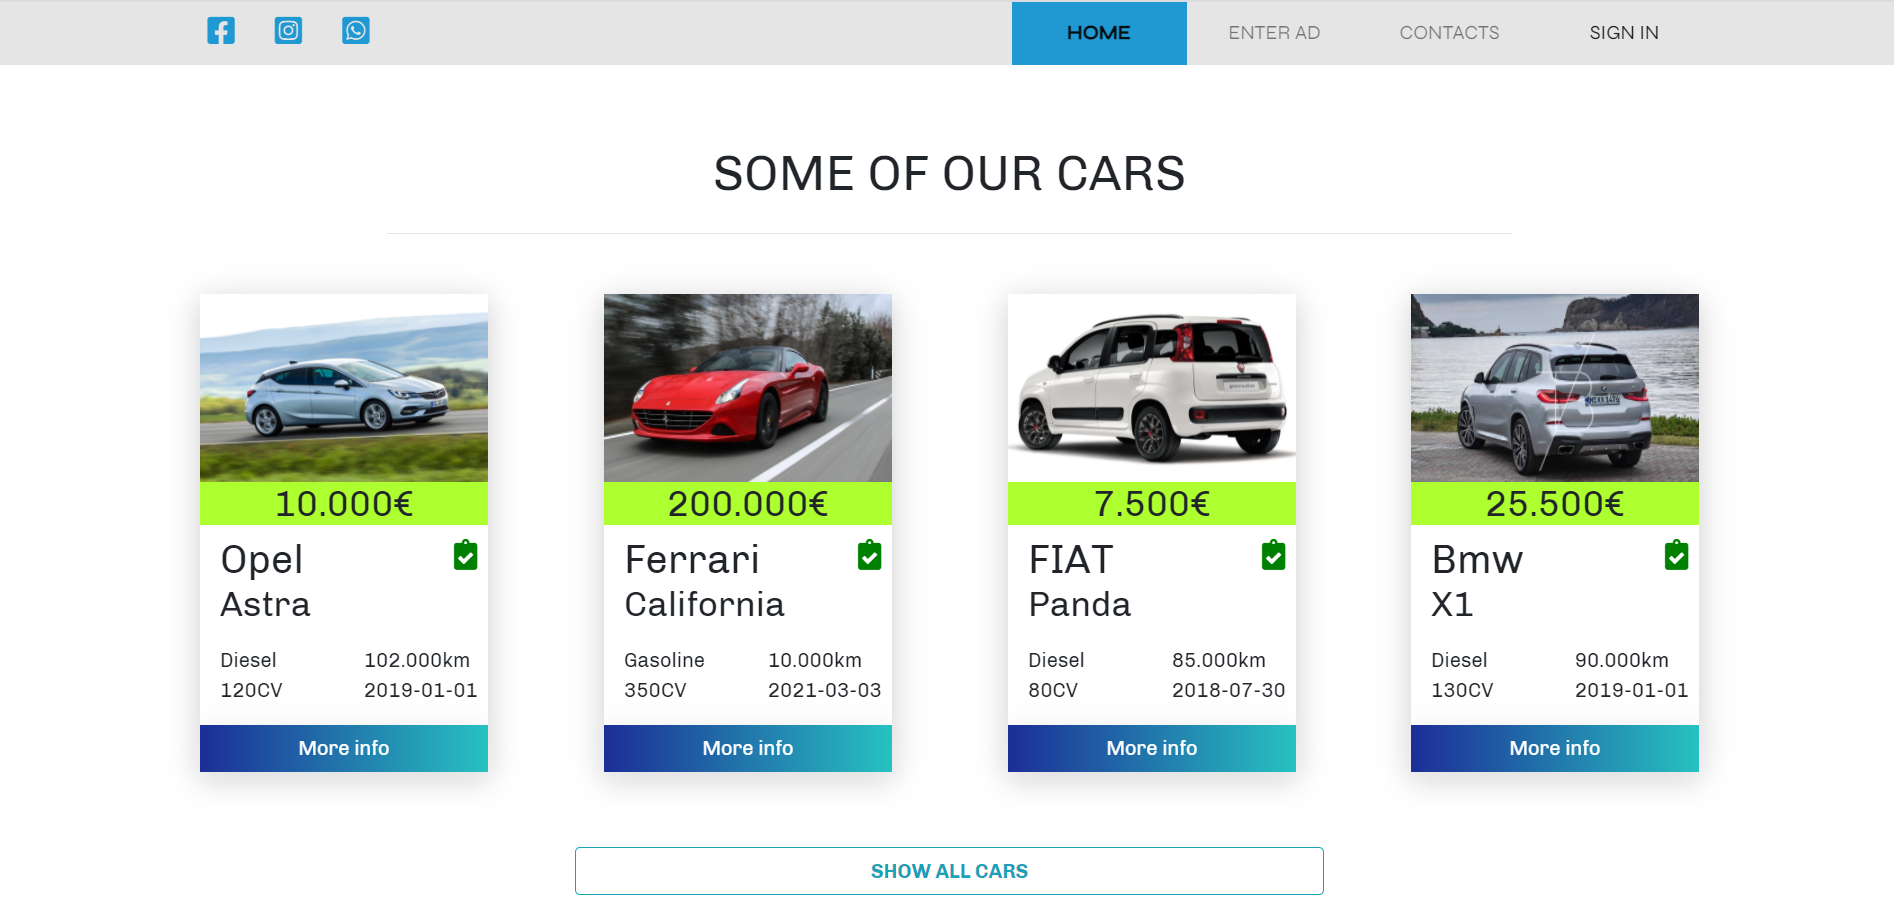 HOME ENTER AD CONTACTS SIGN IN
SOME OF OUR CARS
10.000€
Opel
Astra
Diesel 102.000km
120CV 2019-01-01
More info
200.000€
Ferrari
California
Gasoline 10.000km
350CV 2021-03-03
More info
7.500€
FIAT
Panda
Diesel 85.000km
80CV 2018-07-30
More info
25.500€
Bmw
X1
Diesel 90.000km
130CV 2019-01-01
More info
SHOW ALL CARS